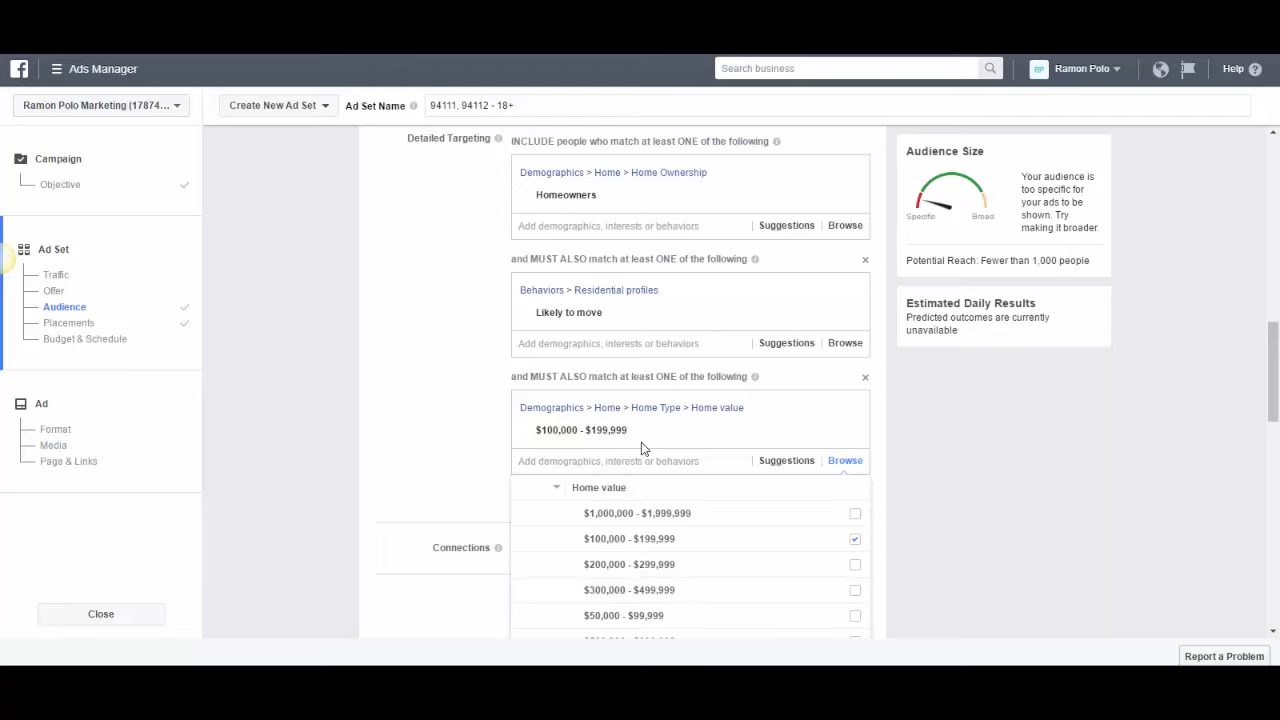 Ads Manager
Search business
Ramon Polo
Help
Ramon Polo Marketing (17874...
Create New Ad Set
Ad Set Name
94111, 94112 - 18+
Campaign
Objective
Ad Set
Traffic
Offer
Audience
Placements
Budget & Schedule
Ad
Format
Media
Page & Links
Close
Detailed Targeting
INCLUDE people who match at least ONE of the following
Demographics > Home > Home Ownership
Homeowners
Add demographics, interests or behaviors | Suggestions | Browse
and MUST ALSO match at least ONE of the following
Behaviors > Residential profiles
Likely to move
Add demographics, interests or behaviors | Suggestions | Browse
and MUST ALSO match at least ONE of the following
Demographics > Home > Home Type > Home value
$100,000 - $199,999
Add demographics, interests or behaviors | Suggestions | Browse
Home value
$1,000,000 - $1,999,999
$100,000 - $199,999
$200,000 - $299,999
$300,000 - $499,999
$50,000 - $99,999
Connections
Audience Size
Specific
Broad
Your audience is
too specific for
your ads to be
shown. Try
making it broader.
Potential Reach: Fewer than 1,000 people
Estimated Daily Results
Predicted outcomes are currently
unavailable
Report a Problem